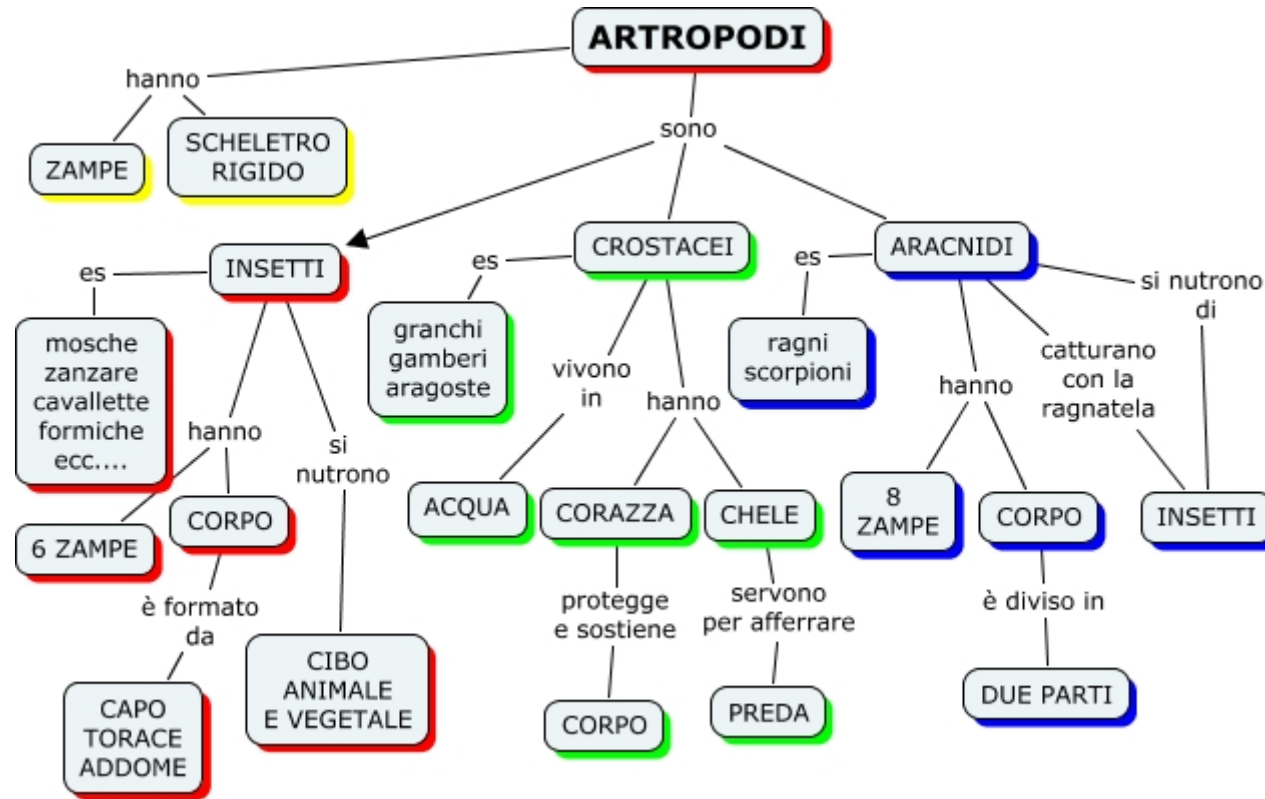 ARTROPODI
hanno
ZAMPE
SCHELETRO
RIGIDO
sono
INSETTI
es
mosche
zanzare
cavallette
formiche
ecc....
hanno
6 ZAMPE
CORPO
è formato
da
CAPO
TORACE
ADDOME
si
nutrono
CIBO
ANIMALE
E VEGETALE
CROSTACEI
es
granchi
gamberi
aragoste
vivono
in
ACQUA
hanno
CORAZZA
protegge
e sostiene
CORPO
CHELE
servono
per afferrare
PREDA
ARACNIDI
es
ragni
scorpioni
hanno
8
ZAMPE
CORPO
è diviso in
DUE PARTI
catturano
con la
ragnatela
si nutrono
di
INSETTI